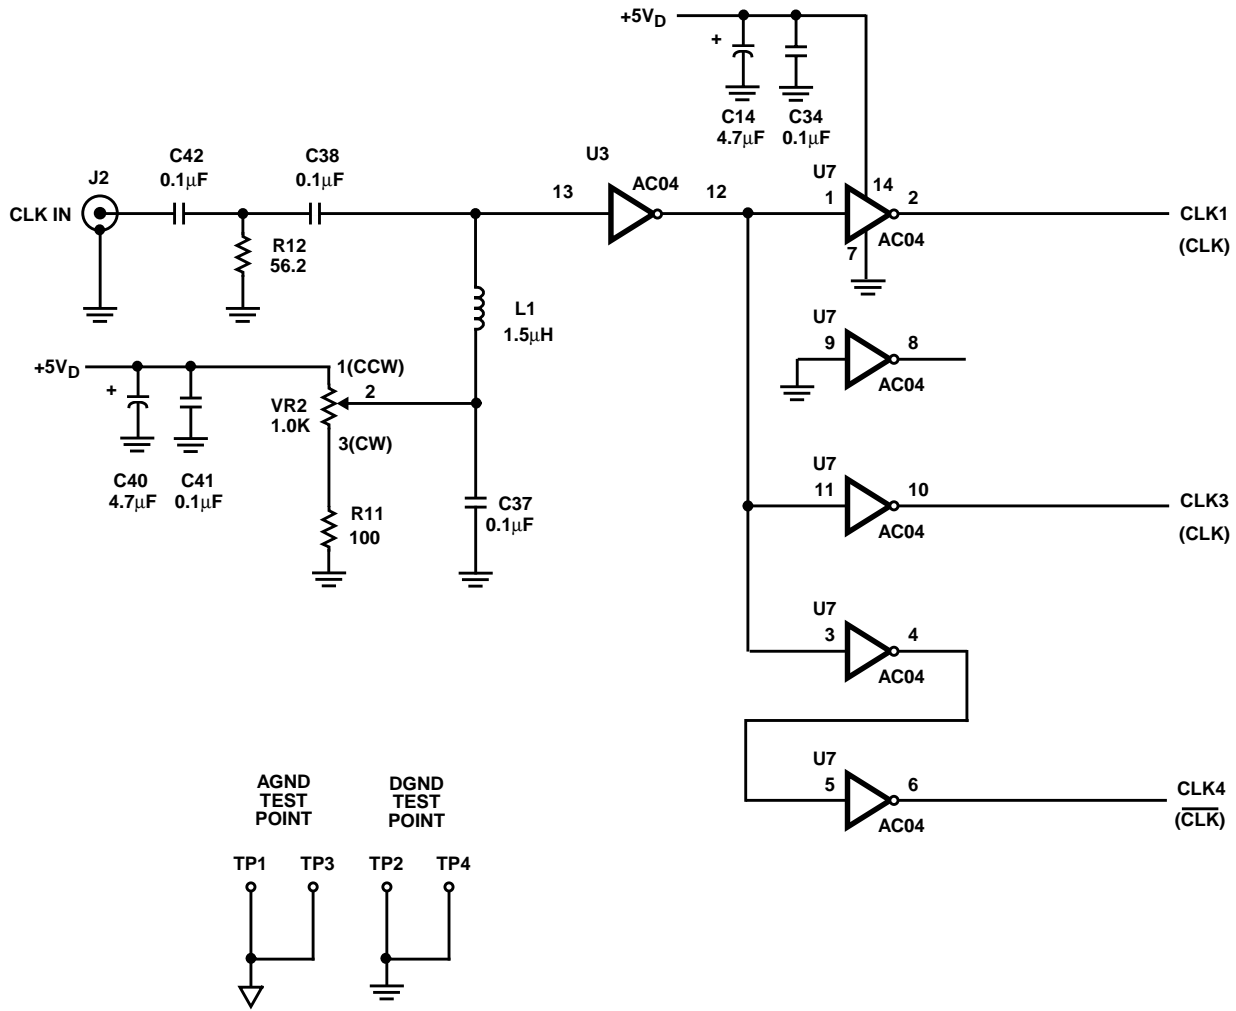 +5VD
+
C14
4.7μF
C34
0.1μF
J2
CLK IN
C42
0.1μF
C38
0.1μF
R12
56.2
U3
13
AC04
12
U7
1
14
2
7
AC04
CLK1
(CLK)
L1
1.5μH
U7
9
8
AC04
+5VD
+
C40
4.7μF
C41
0.1μF
1(CCW)
2
VR2
1.0K
3(CW)
R11
100
C37
0.1μF
U7
11
10
AC04
CLK3
(CLK)
U7
3
4
AC04
U7
5
6
AC04
CLK4
(C̅L̅K̅)
AGND
TEST
POINT
DGND
TEST
POINT
TP1
TP3
TP2
TP4